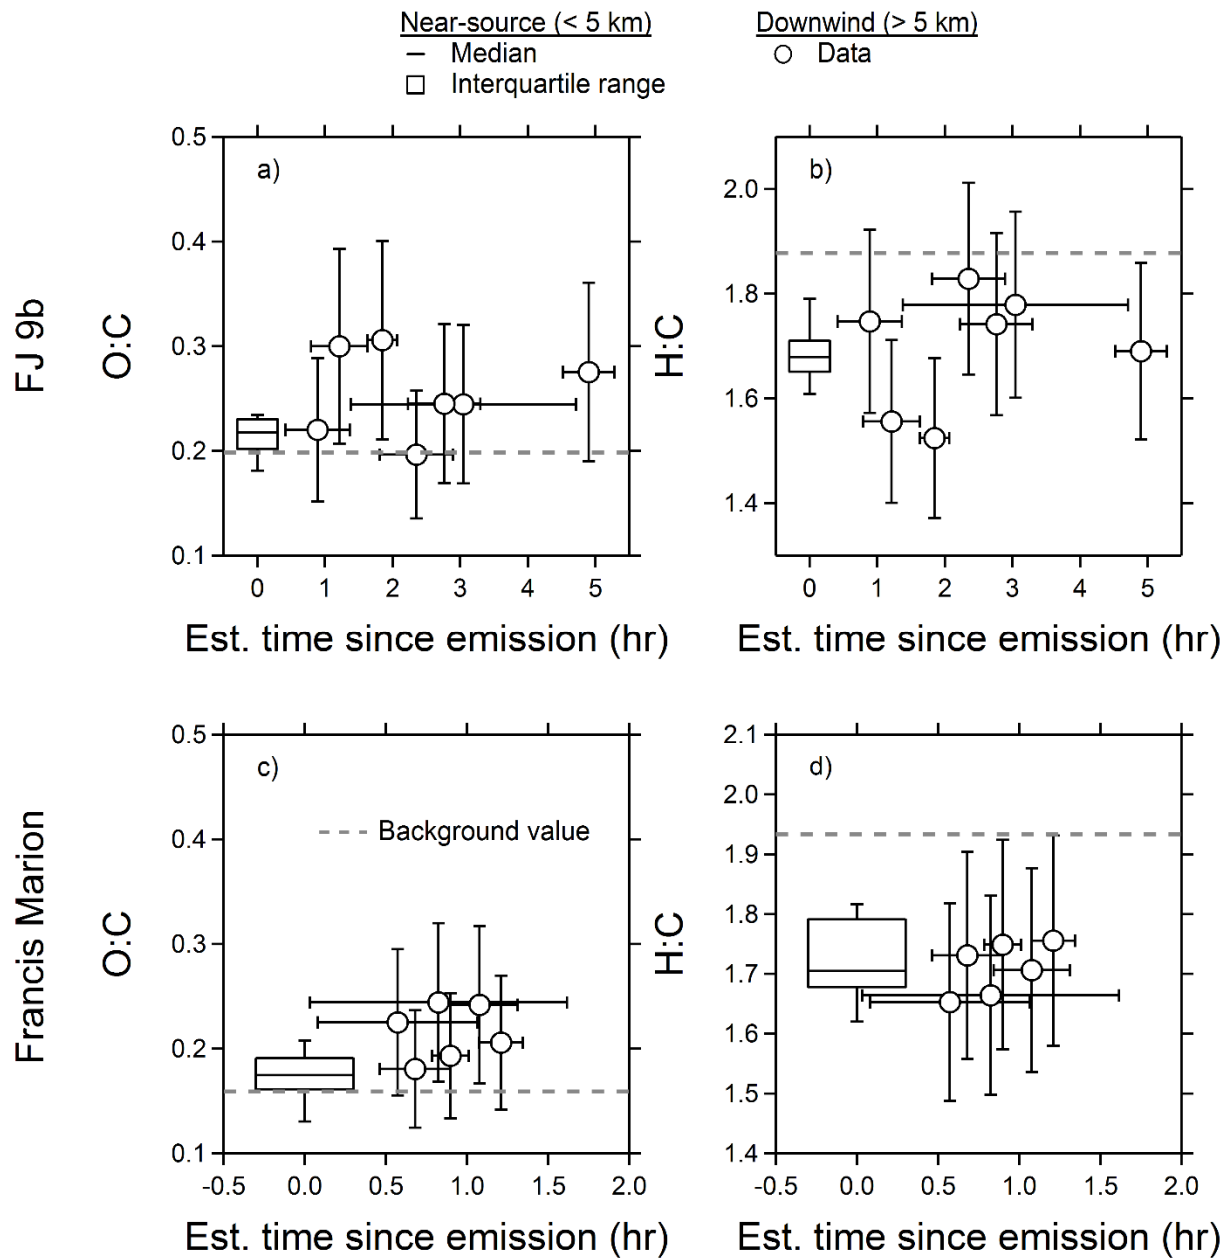 Near-source (< 5 km)
Median
Interquartile range
Downwind (> 5 km)
Data
FJ 9b
O:C
0.5
0.4
0.3
0.2
0.1
a)
0 1 2 3 4 5
Est. time since emission (hr)
H:C
2.0
1.8
1.6
1.4
b)
0 1 2 3 4 5
Est. time since emission (hr)
Francis Marion
O:C
0.5
0.4
0.3
0.2
0.1
c)
Background value
-0.5 0.0 0.5 1.0 1.5 2.0
Est. time since emission (hr)
H:C
2.1
2.0
1.9
1.8
1.7
1.6
1.5
1.4
d)
-0.5 0.0 0.5 1.0 1.5 2.0
Est. time since emission (hr)